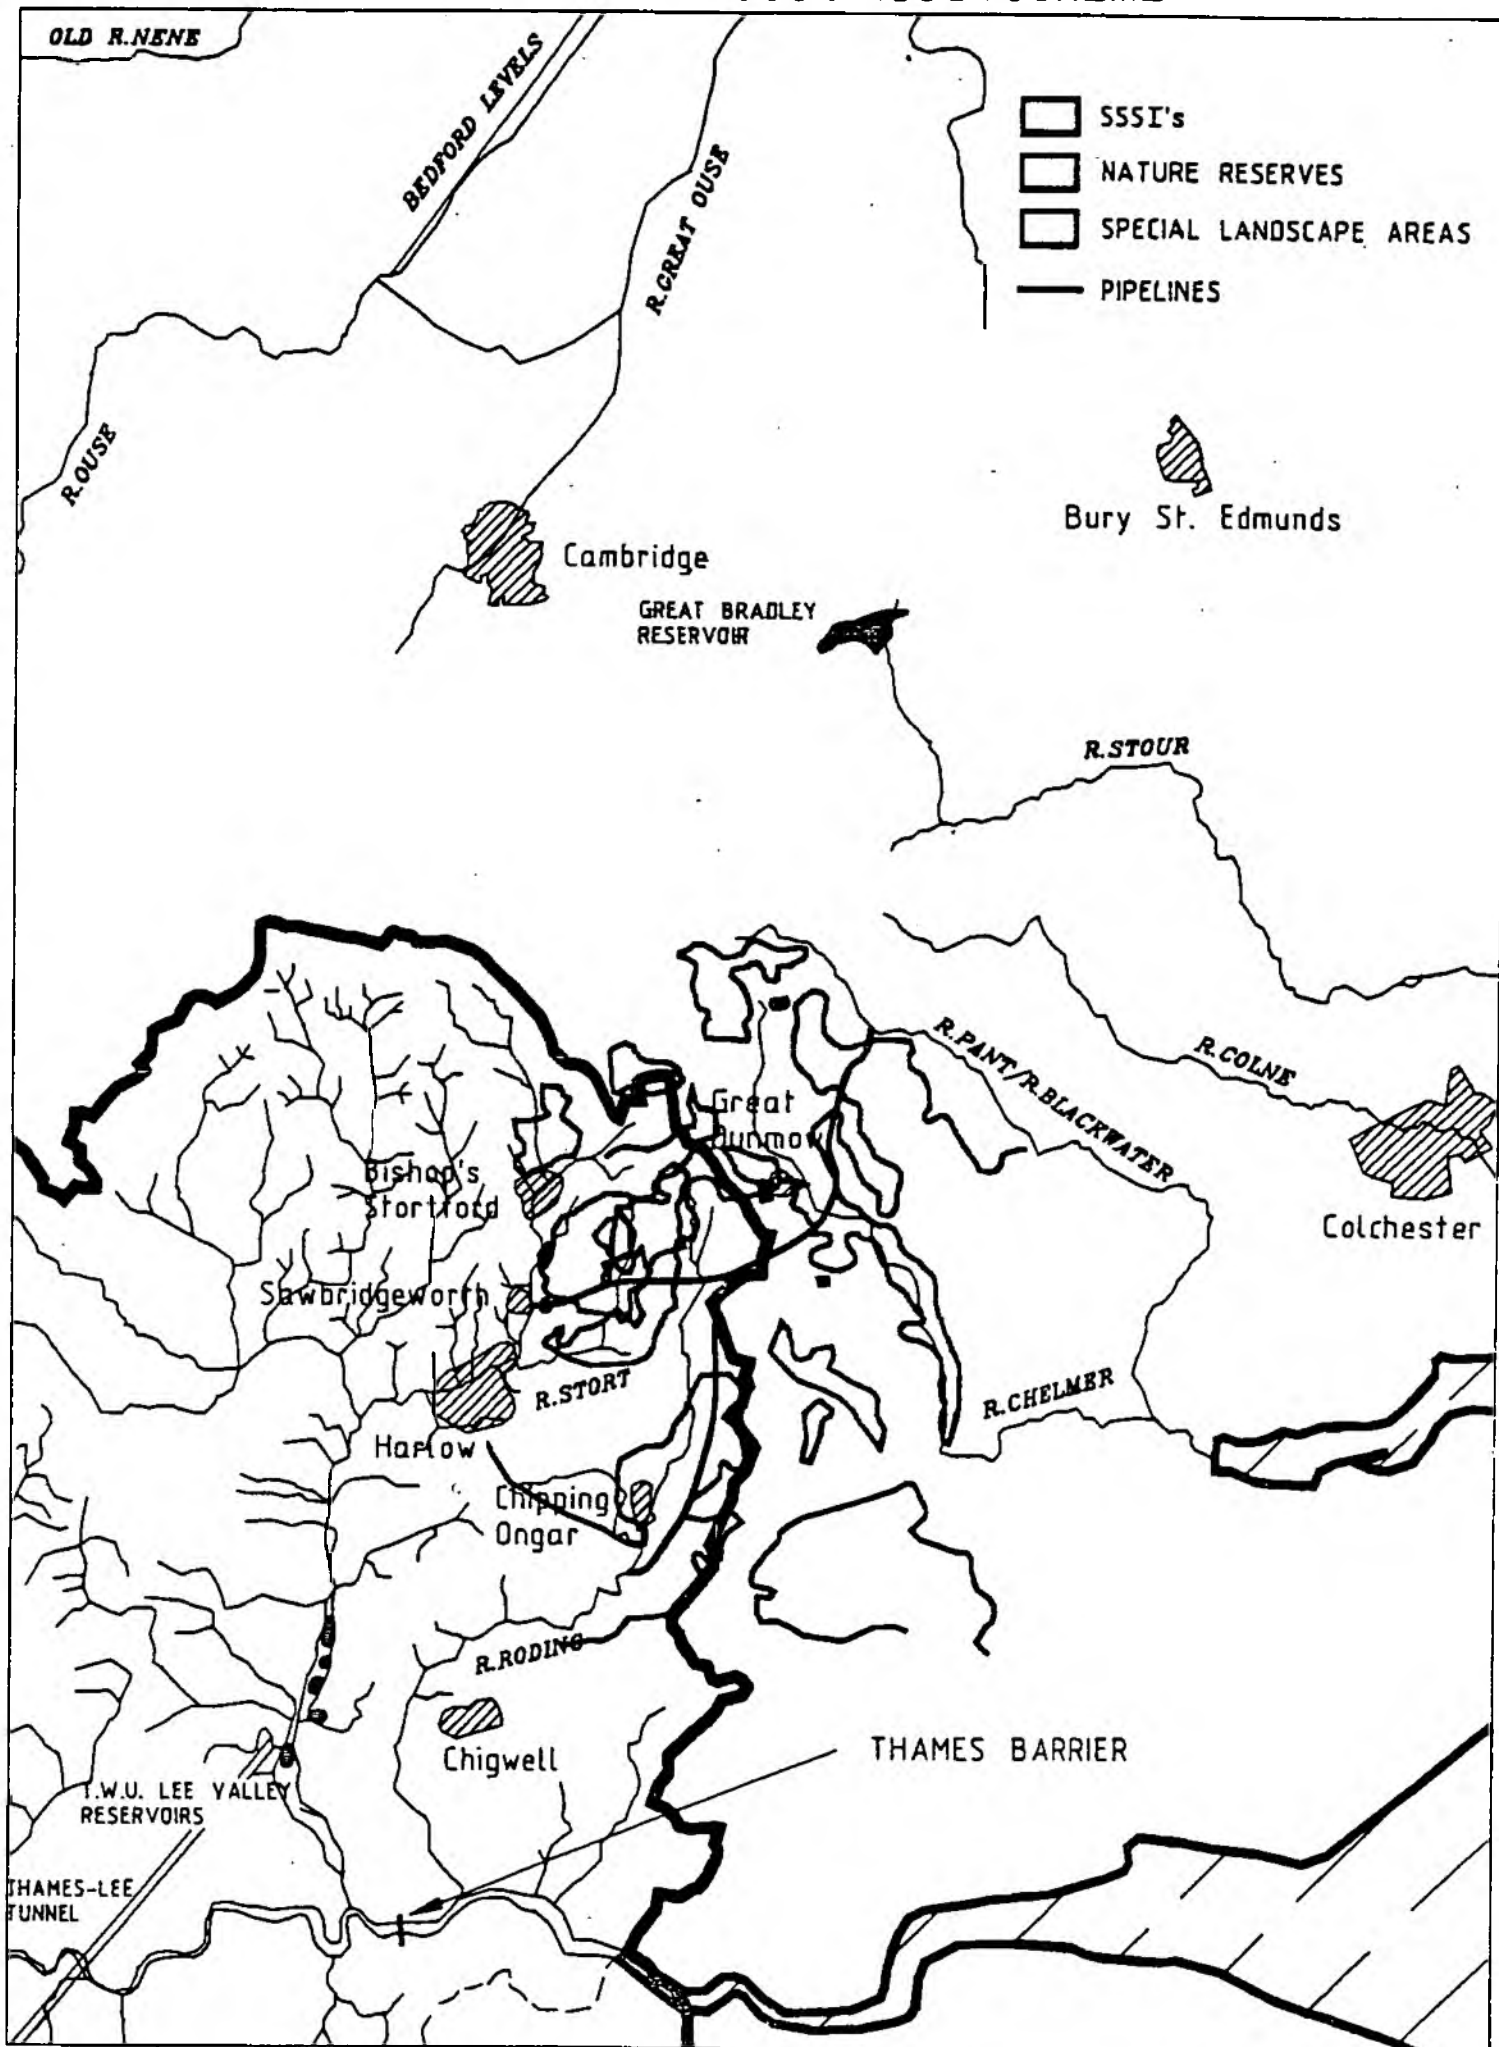 OLD R.NENE
BEDFORD LEVELS
R.GREAT OUSE
SSSI's
NATURE RESERVES
SPECIAL LANDSCAPE AREAS
PIPELINES
R.OUSE
Bury St. Edmunds
Cambridge
GREAT BRADLEY
RESERVOIR
R.STOUR
R.PANT/R.BLACKWATER
R.COLNE
Great
Dunmow
Bishop's
Stortford
Colchester
Sawbridgeworth
R.STORT
R.CHELMER
Harlow
Chipping
Ongar
R.RODING
Chigwell
THAMES BARRIER
T.W.U. LEE VALLEY
RESERVOIRS
THAMES-LEE
TUNNEL